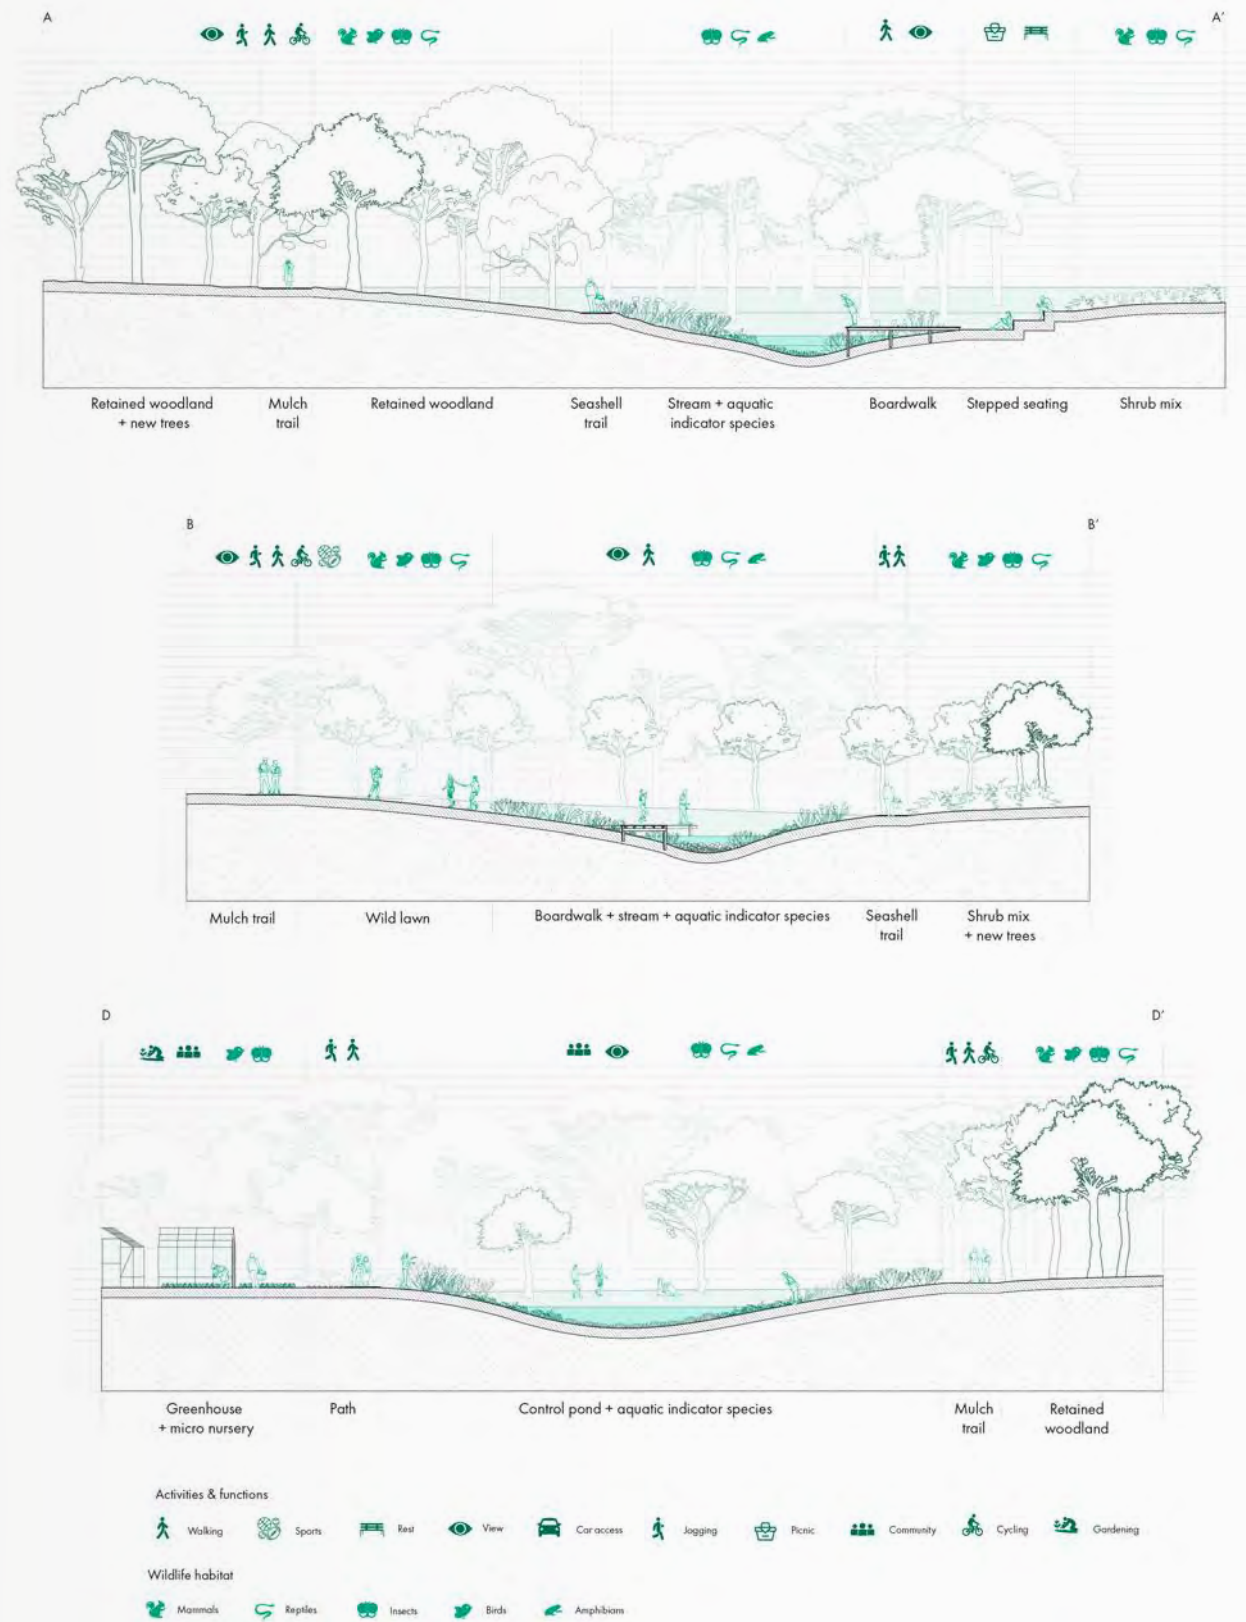 A
A'
Retained woodland
+ new trees
Mulch
trail
Retained woodland
Seashell
trail
Stream + aquatic
indicator species
Boardwalk
Stepped seating
Shrub mix
B
B'
Mulch trail
Wild lawn
Boardwalk + stream + aquatic indicator species
Seashell
trail
Shrub mix
+ new trees
D
D'
Greenhouse
+ micro nursery
Path
Control pond + aquatic indicator species
Mulch
trail
Retained
woodland
Activities & functions
Walking
Sports
Rest
View
Car access
Jogging
Picnic
Community
Cycling
Gardening
Wildlife habitat
Mammals
Reptiles
Insects
Birds
Amphibians